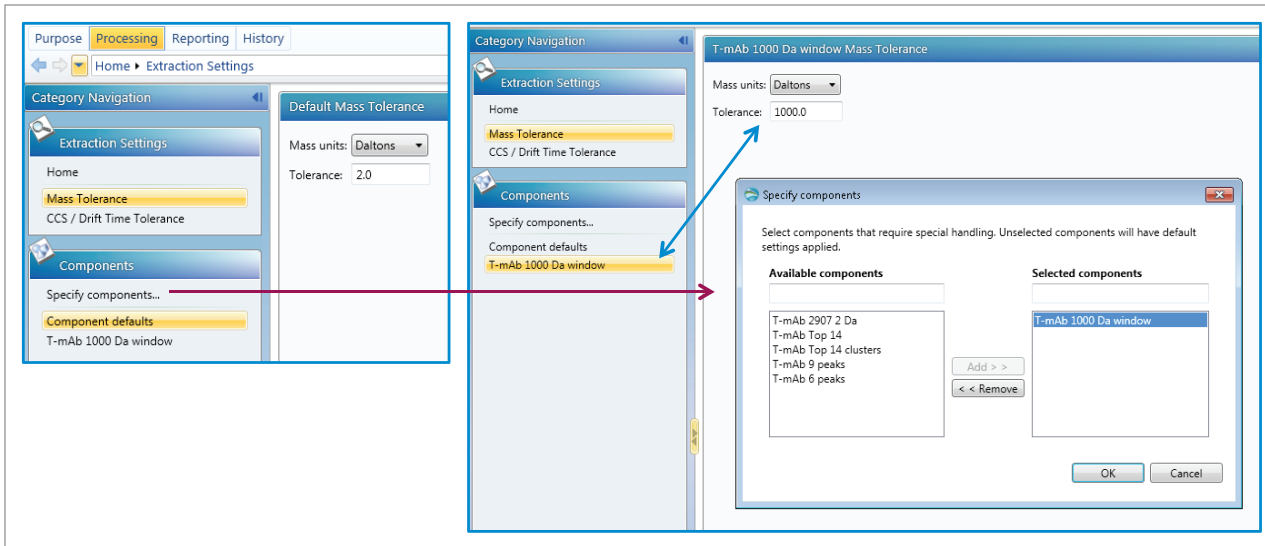 Purpose Processing Reporting History
Home Extraction Settings
Category Navigation
Extraction Settings
Home
Mass Tolerance
CCS / Drift Time Tolerance
Components
Specify components...
Component defaults
T-mAb 1000 Da window
Default Mass Tolerance
Mass units: Daltons
Tolerance: 2.0
Category Navigation
Extraction Settings
Home
Mass Tolerance
CCS / Drift Time Tolerance
Components
Specify components...
Component defaults
T-mAb 1000 Da window
T-mAb 1000 Da window Mass Tolerance
Mass units: Daltons
Tolerance: 1000.0
Specify components
Select components that require special handling. Unselected components will have default
settings applied.
Available components
T-mAb 2907 2 Da
T-mAb Top 14
T-mAb Top 14 clusters
T-mAb 9 peaks
T-mAb 6 peaks
Add > >
< < Remove
Selected components
T-mAb 1000 Da window
OK Cancel